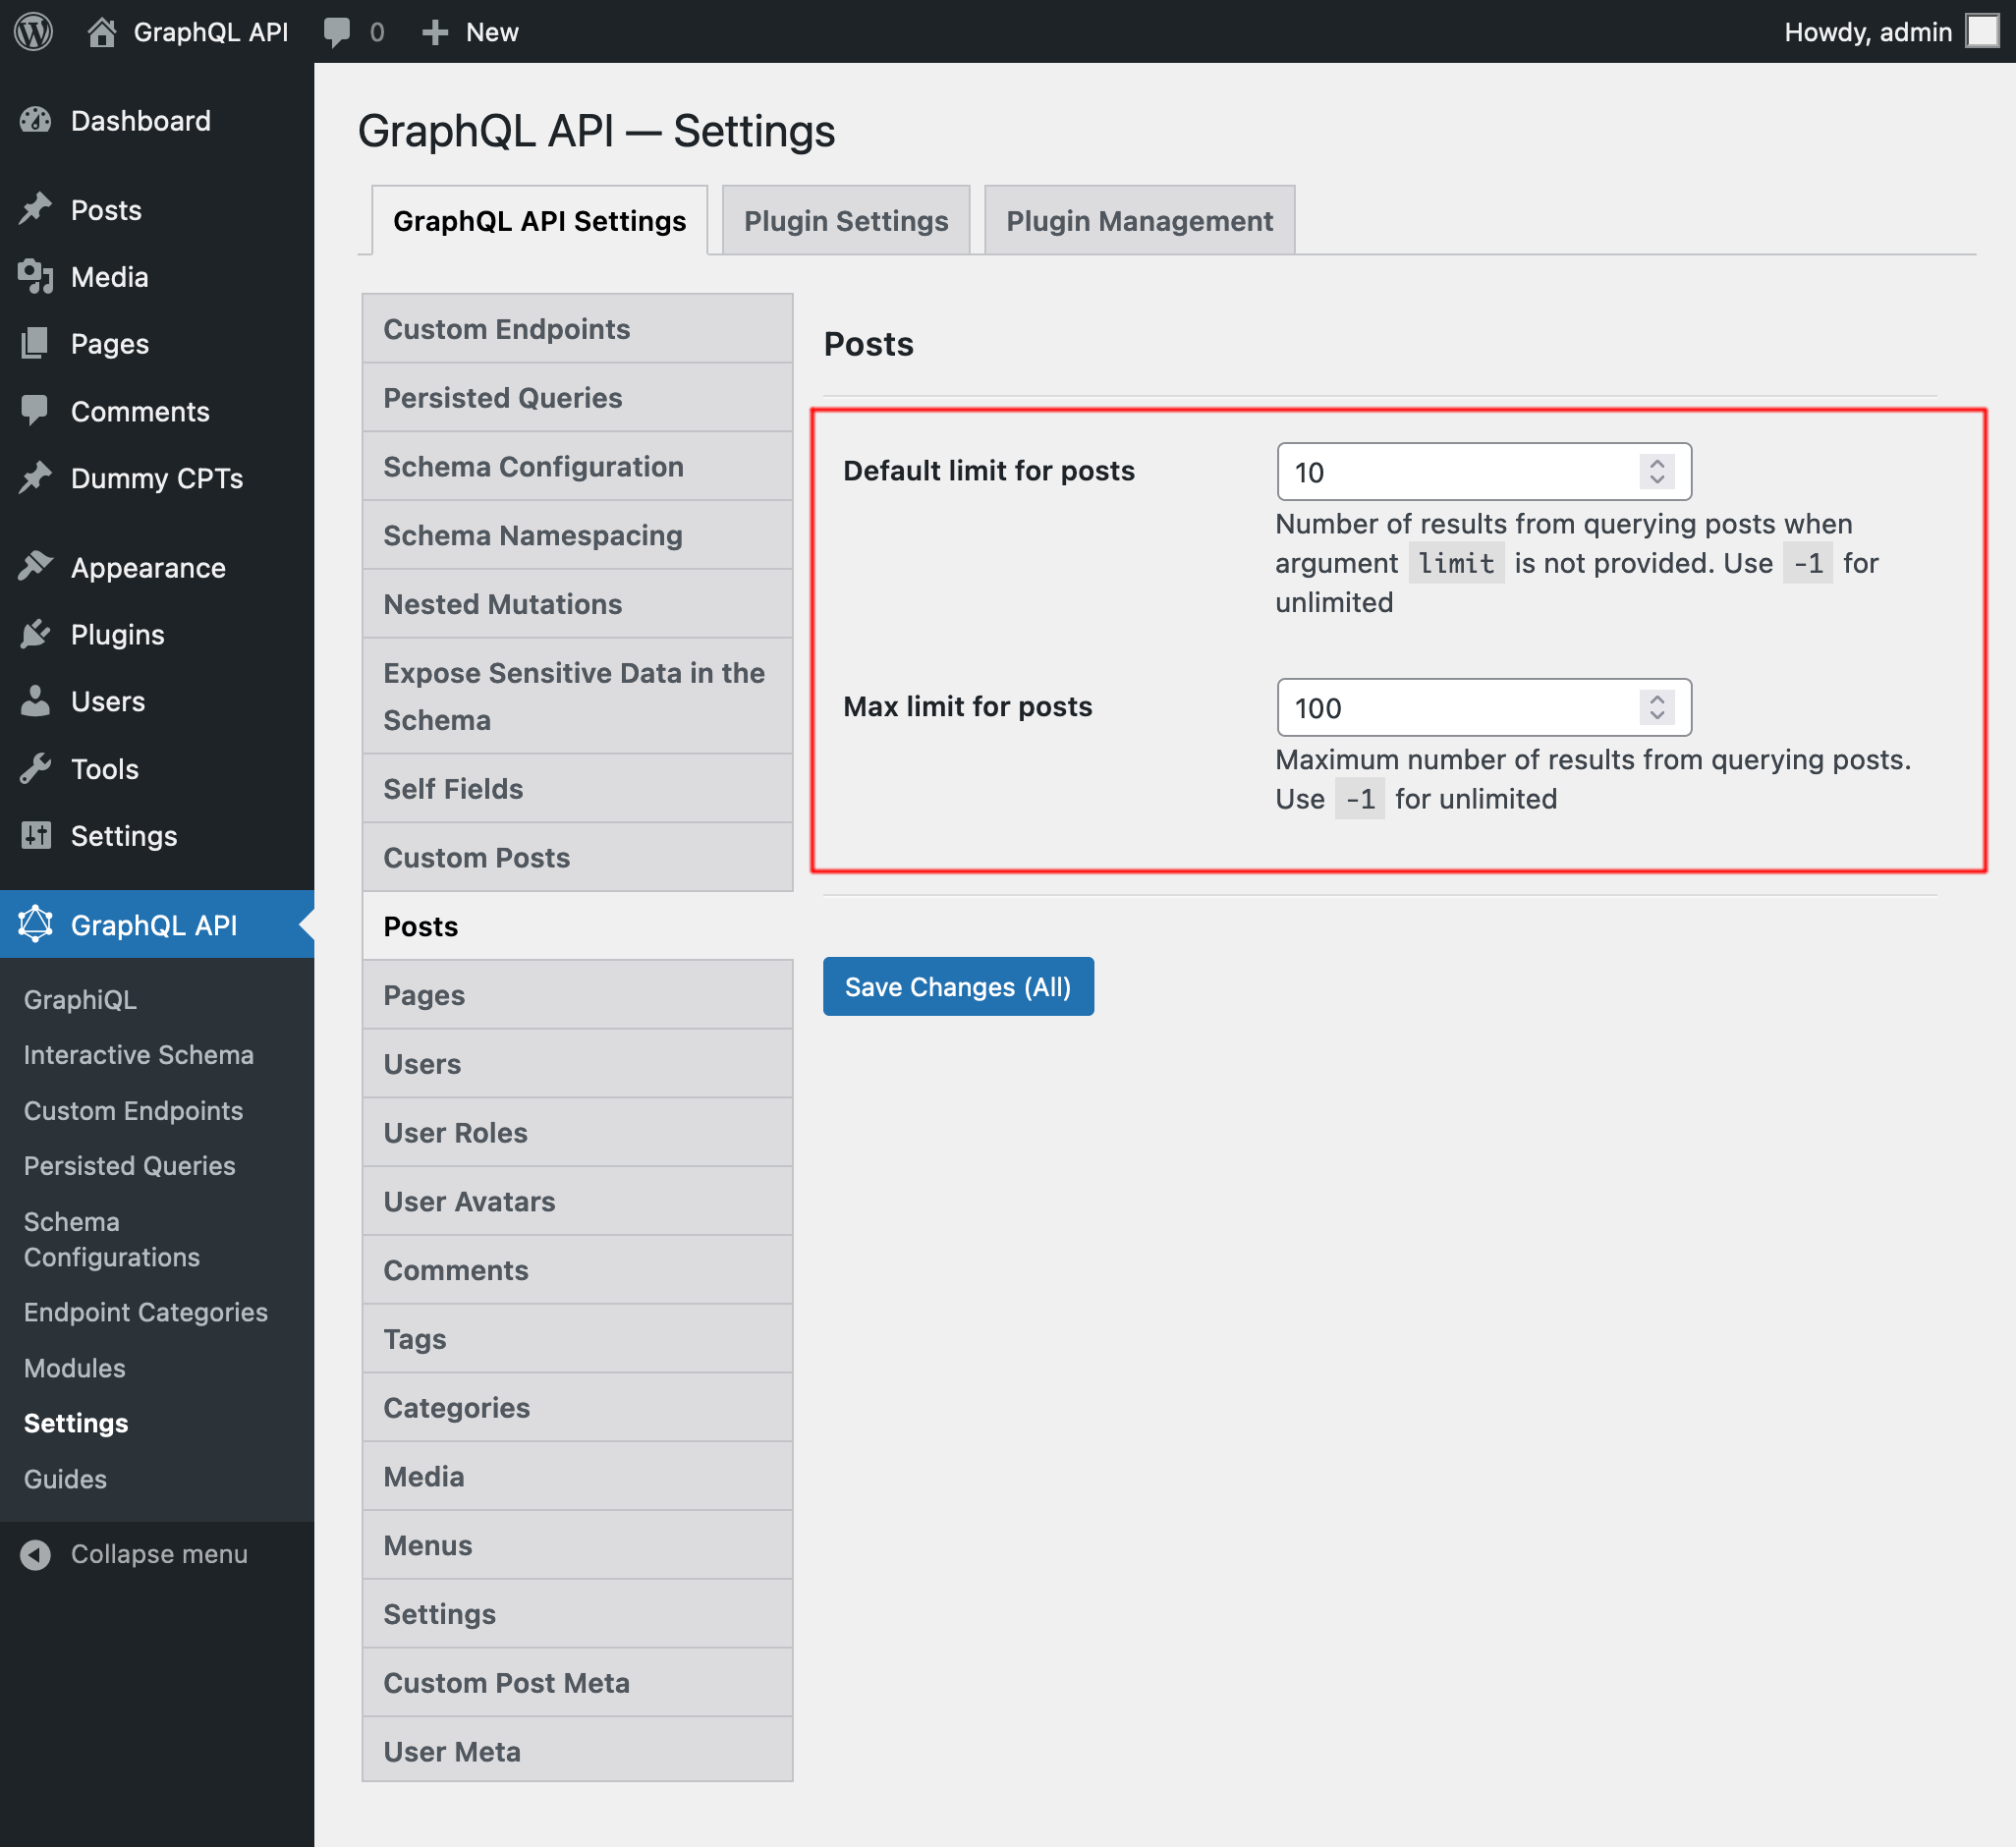 GraphQL API
0
New
Howdy, admin
Dashboard
Posts
Media
Pages
Comments
Dummy CPTs
Appearance
Plugins
Users
Tools
Settings
GraphQL API
GraphiQL
Interactive Schema
Custom Endpoints
Persisted Queries
Schema
Configurations
Endpoint Categories
Modules
Settings
Guides
Collapse menu
GraphQL API — Settings
GraphQL API Settings
Plugin Settings
Plugin Management
Custom Endpoints
Persisted Queries
Schema Configuration
Schema Namespacing
Nested Mutations
Expose Sensitive Data in the
Schema
Self Fields
Custom Posts
Posts
Pages
Users
User Roles
User Avatars
Comments
Tags
Categories
Media
Menus
Settings
Custom Post Meta
User Meta
Posts
Default limit for posts
10
Number of results from querying posts when
argument limit is not provided. Use -1 for
unlimited
Max limit for posts
100
Maximum number of results from querying posts.
Use -1 for unlimited
Save Changes (All)